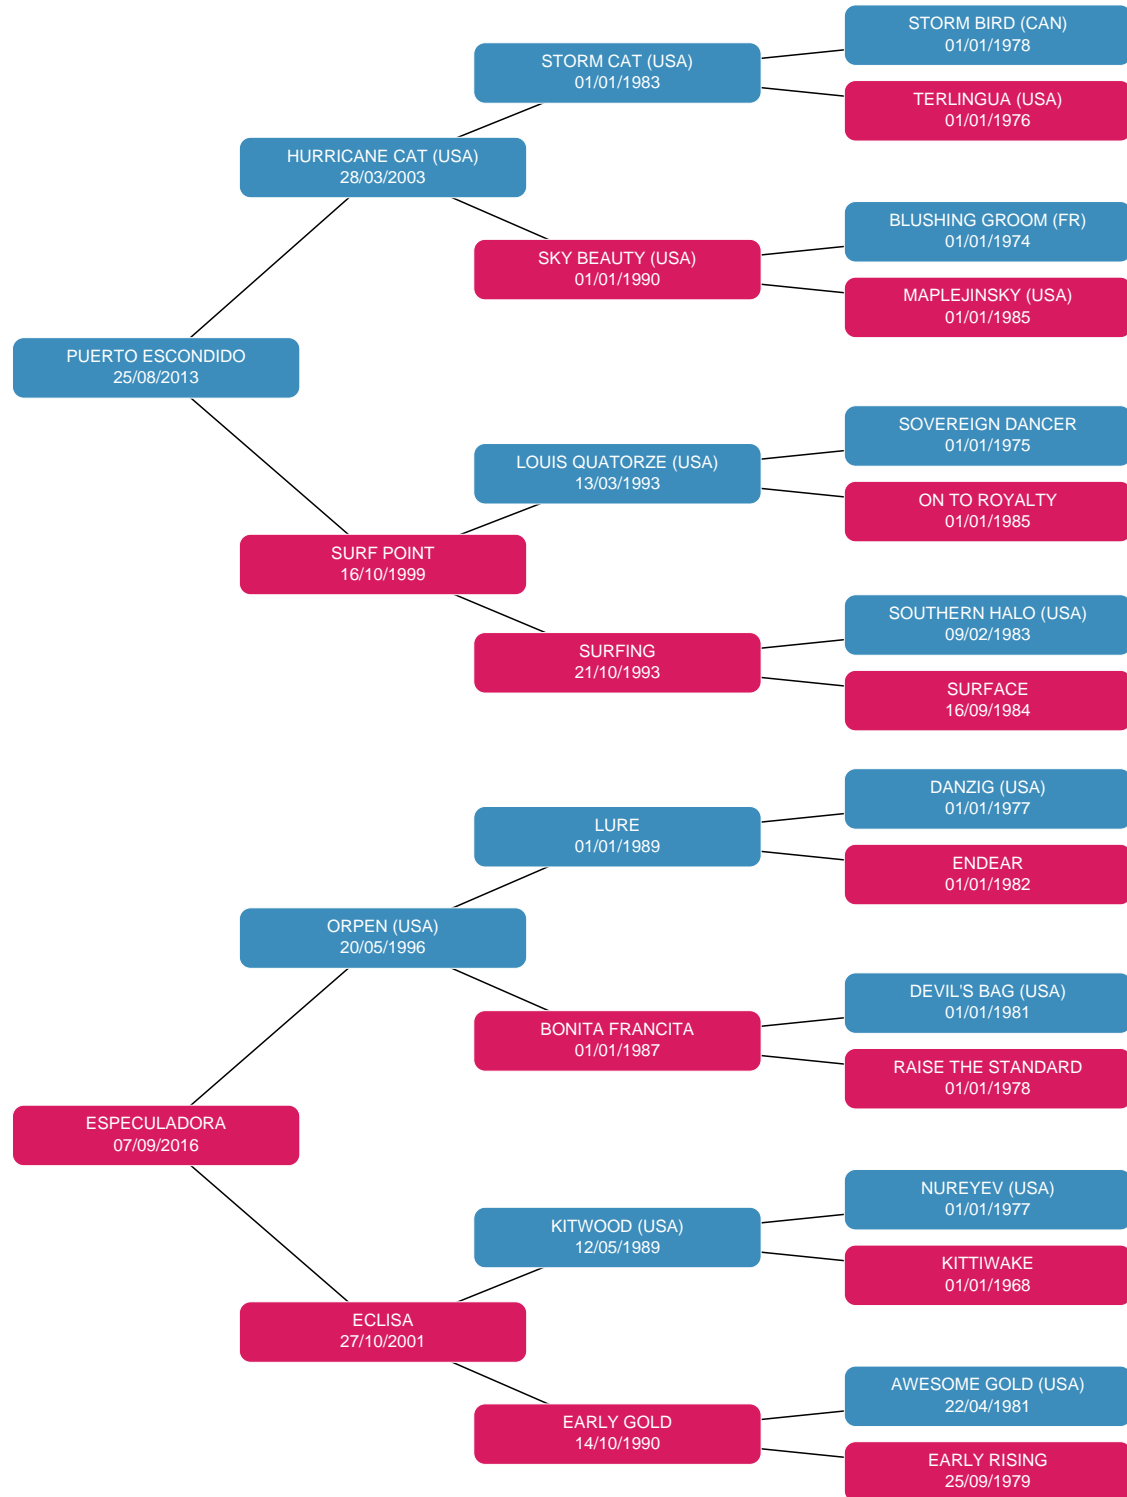 STORM BIRD (CAN)
01/01/1978
STORM CAT (USA)
01/01/1983
TERLINGUA (USA)
01/01/1976
HURRICANE CAT (USA)
28/03/2003
BLUSHING GROOM (FR)
01/01/1974
SKY BEAUTY (USA)
01/01/1990
MAPLEJINSKY (USA)
01/01/1985
PUERTO ESCONDIDO
25/08/2013
SOVEREIGN DANCER
01/01/1975
LOUIS QUATORZE (USA)
13/03/1993
ON TO ROYALTY
01/01/1985
SURF POINT
16/10/1999
SOUTHERN HALO (USA)
09/02/1983
SURFING
21/10/1993
SURFACE
16/09/1984
DANZIG (USA)
01/01/1977
LURE
01/01/1989
ENDEAR
01/01/1982
ORPEN (USA)
20/05/1996
DEVIL'S BAG (USA)
01/01/1981
BONITA FRANCITA
01/01/1987
RAISE THE STANDARD
01/01/1978
ESPECULADORA
07/09/2016
NUREYEV (USA)
01/01/1977
KITWOOD (USA)
12/05/1989
KITTIWAKE
01/01/1968
ECLISA
27/10/2001
AWESOME GOLD (USA)
22/04/1981
EARLY GOLD
14/10/1990
EARLY RISING
25/09/1979